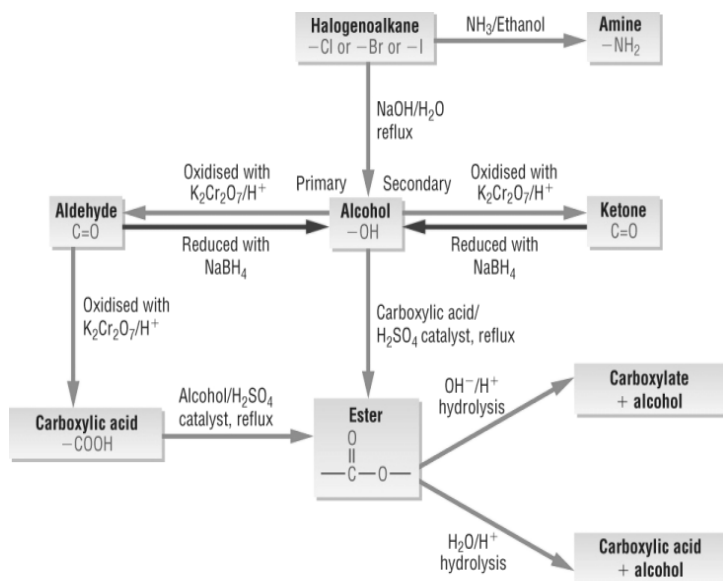 Halogenoalkane
−Cl or −Br or −I
NH₃/Ethanol
Amine
−NH₂
NaOH/H₂O
reflux
Oxidised with
K₂Cr₂O₇/H⁺
Primary
Secondary
Oxidised with
K₂Cr₂O₇/H⁺
Aldehyde
C=O
Alcohol
−OH
Ketone
C=O
Reduced with
NaBH₄
Reduced with
NaBH₄
Oxidised with
K₂Cr₂O₇/H⁺
Carboxylic acid/
H₂SO₄ catalyst, reflux
Carboxylic acid
−COOH
Alcohol/H₂SO₄
catalyst, reflux
Ester
O
||
—C—O—
OH⁻/H⁺
hydrolysis
Carboxylate
+ alcohol
H₂O/H⁺
hydrolysis
Carboxylic acid
+ alcohol